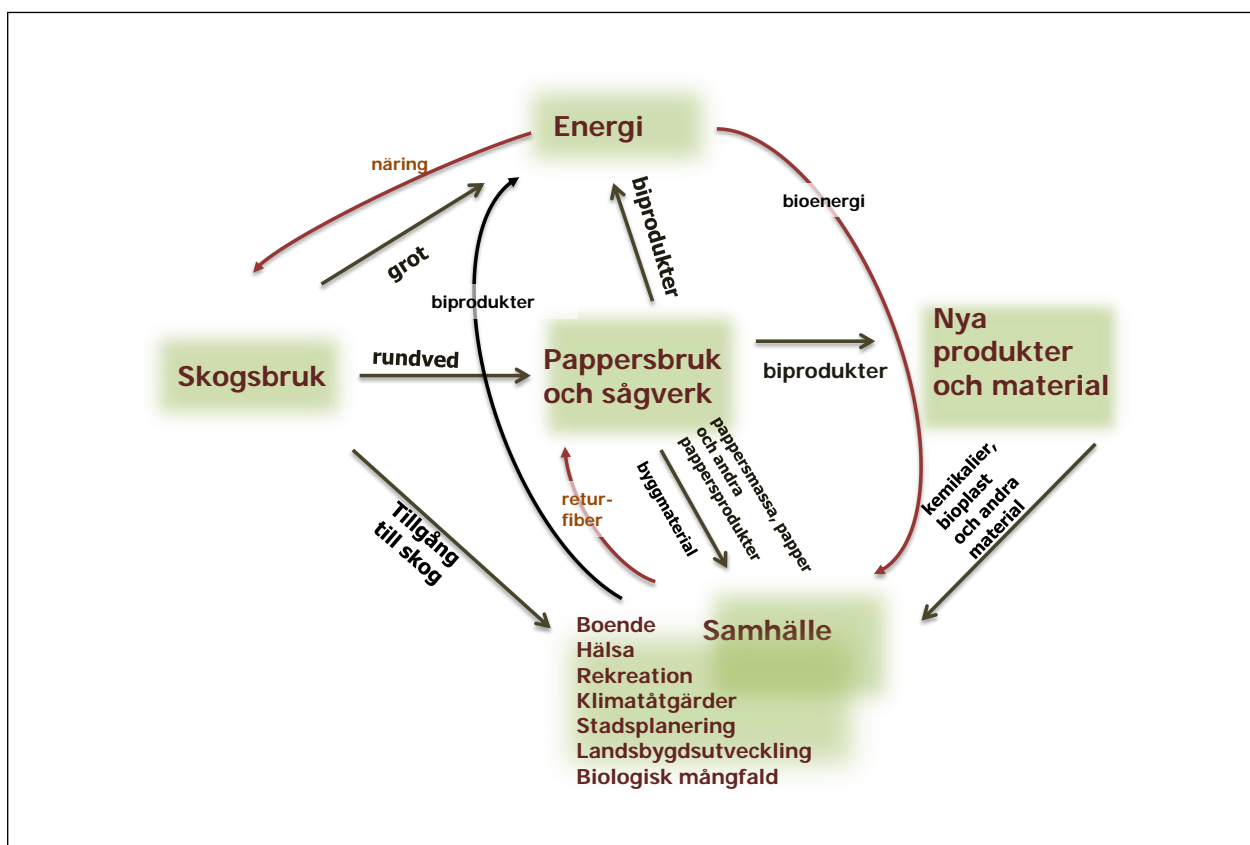 Energi
näring
biprodukter
bioenergi
grot
biprodukter
Nya
produkter
och material
Skogsbruk
rundved
Pappersbruk
och sågverk
biprodukter
Tillgång
till skog
retur-
fiber
byggmaterial
pappersmassa, papper
och andra
pappersprodukter
kemikalier,
bioplast
och andra
material
Samhälle
Boende
Hälsa
Rekreation
Klimatåtgärder
Stadsplanering
Landsbygdsutveckling
Biologisk mångfald